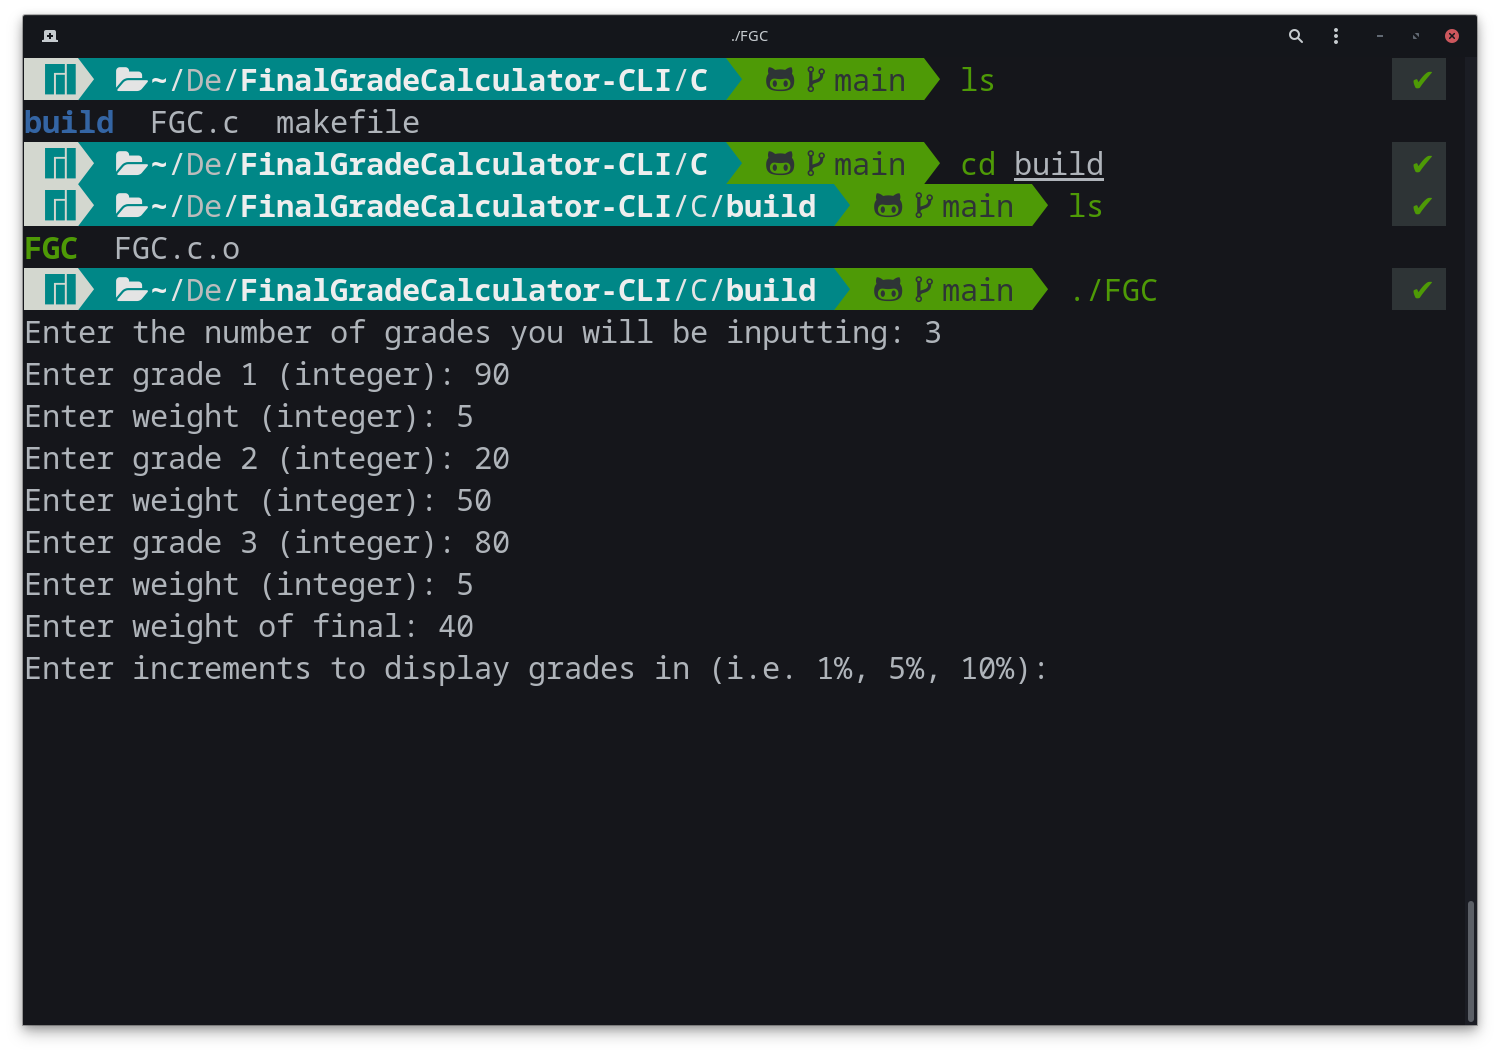 ./FGC
~/De/FinalGradeCalculator-CLI/C main ls ✔
build FGC.c makefile
~/De/FinalGradeCalculator-CLI/C main cd build ✔
~/De/FinalGradeCalculator-CLI/C/build main ls ✔
FGC FGC.c.o
~/De/FinalGradeCalculator-CLI/C/build main ./FGC ✔
Enter the number of grades you will be inputting: 3
Enter grade 1 (integer): 90
Enter weight (integer): 5
Enter grade 2 (integer): 20
Enter weight (integer): 50
Enter grade 3 (integer): 80
Enter weight (integer): 5
Enter weight of final: 40
Enter increments to display grades in (i.e. 1%, 5%, 10%):